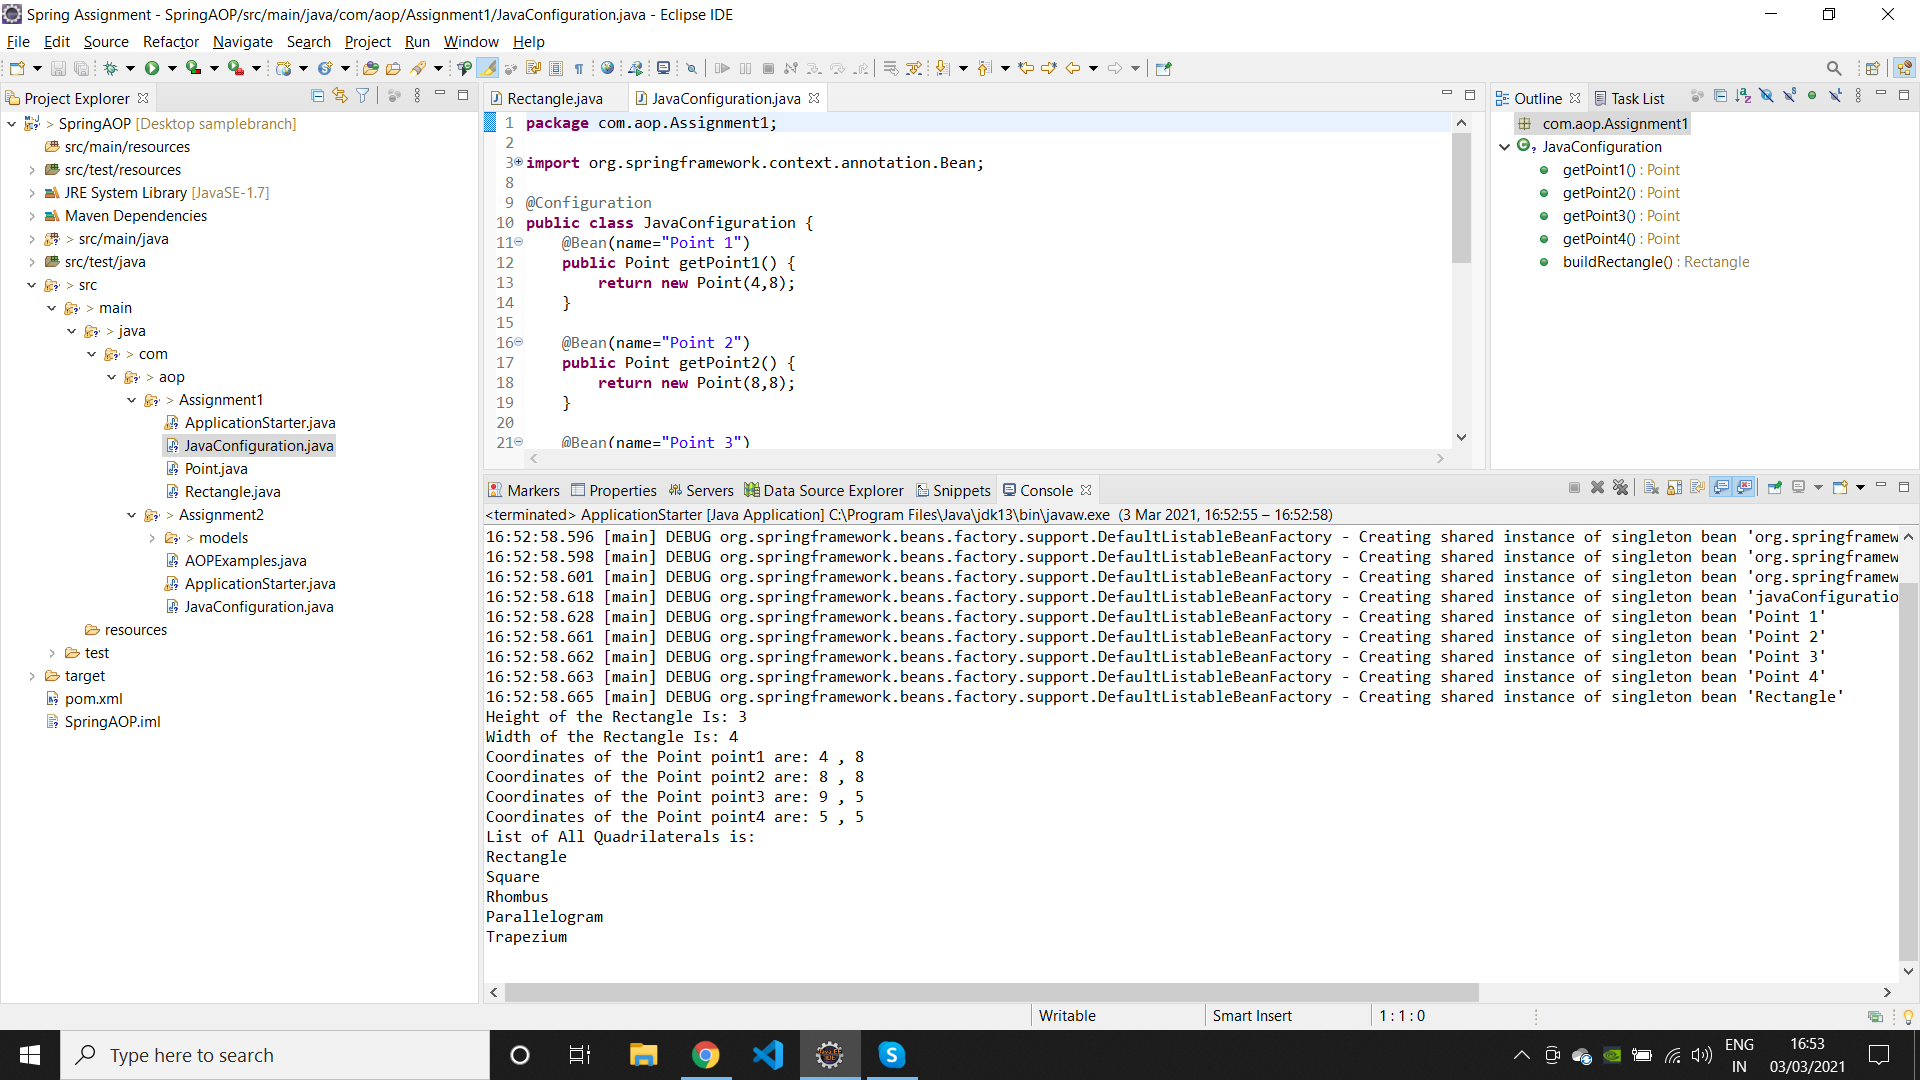 Spring Assignment - SpringAOP/src/main/java/com/aop/Assignment1/JavaConfiguration.java - Eclipse IDE
File Edit Source Refactor Navigate Search Project Run Window Help
Project Explorer
> SpringAOP [Desktop samplebranch]
src/main/resources
src/test/resources
JRE System Library [JavaSE-1.7]
Maven Dependencies
> src/main/java
src/test/java
> src
> main
> java
> com
> aop
> Assignment1
ApplicationStarter.java
JavaConfiguration.java
Point.java
Rectangle.java
> Assignment2
> models
AOPExamples.java
ApplicationStarter.java
JavaConfiguration.java
resources
test
target
pom.xml
SpringAOP.iml
Rectangle.java JavaConfiguration.java
1 package com.aop.Assignment1;
2
3 import org.springframework.context.annotation.Bean;
8
9 @Configuration
10 public class JavaConfiguration {
11 @Bean(name="Point 1")
12 public Point getPoint1() {
13 return new Point(4,8);
14 }
15
16 @Bean(name="Point 2")
17 public Point getPoint2() {
18 return new Point(8,8);
19 }
20
21 @Bean(name="Point 3")
Outline Task List
com.aop.Assignment1
JavaConfiguration
getPoint1() : Point
getPoint2() : Point
getPoint3() : Point
getPoint4() : Point
buildRectangle() : Rectangle
Markers Properties Servers Data Source Explorer Snippets Console
<terminated> ApplicationStarter [Java Application] C:\Program Files\Java\jdk13\bin\javaw.exe (3 Mar 2021, 16:52:55 – 16:52:58)
16:52:58.596 [main] DEBUG org.springframework.beans.factory.support.DefaultListableBeanFactory - Creating shared instance of singleton bean 'org.springframew
16:52:58.598 [main] DEBUG org.springframework.beans.factory.support.DefaultListableBeanFactory - Creating shared instance of singleton bean 'org.springframew
16:52:58.601 [main] DEBUG org.springframework.beans.factory.support.DefaultListableBeanFactory - Creating shared instance of singleton bean 'org.springframew
16:52:58.618 [main] DEBUG org.springframework.beans.factory.support.DefaultListableBeanFactory - Creating shared instance of singleton bean 'javaConfiguratio
16:52:58.628 [main] DEBUG org.springframework.beans.factory.support.DefaultListableBeanFactory - Creating shared instance of singleton bean 'Point 1'
16:52:58.661 [main] DEBUG org.springframework.beans.factory.support.DefaultListableBeanFactory - Creating shared instance of singleton bean 'Point 2'
16:52:58.662 [main] DEBUG org.springframework.beans.factory.support.DefaultListableBeanFactory - Creating shared instance of singleton bean 'Point 3'
16:52:58.663 [main] DEBUG org.springframework.beans.factory.support.DefaultListableBeanFactory - Creating shared instance of singleton bean 'Point 4'
16:52:58.665 [main] DEBUG org.springframework.beans.factory.support.DefaultListableBeanFactory - Creating shared instance of singleton bean 'Rectangle'
Height of the Rectangle Is: 3
Width of the Rectangle Is: 4
Coordinates of the Point point1 are: 4 , 8
Coordinates of the Point point2 are: 8 , 8
Coordinates of the Point point3 are: 9 , 5
Coordinates of the Point point4 are: 5 , 5
List of All Quadrilaterals is:
Rectangle
Square
Rhombus
Parallelogram
Trapezium
Writable Smart Insert 1 : 1 : 0
Type here to search
ENG
IN
16:53
03/03/2021